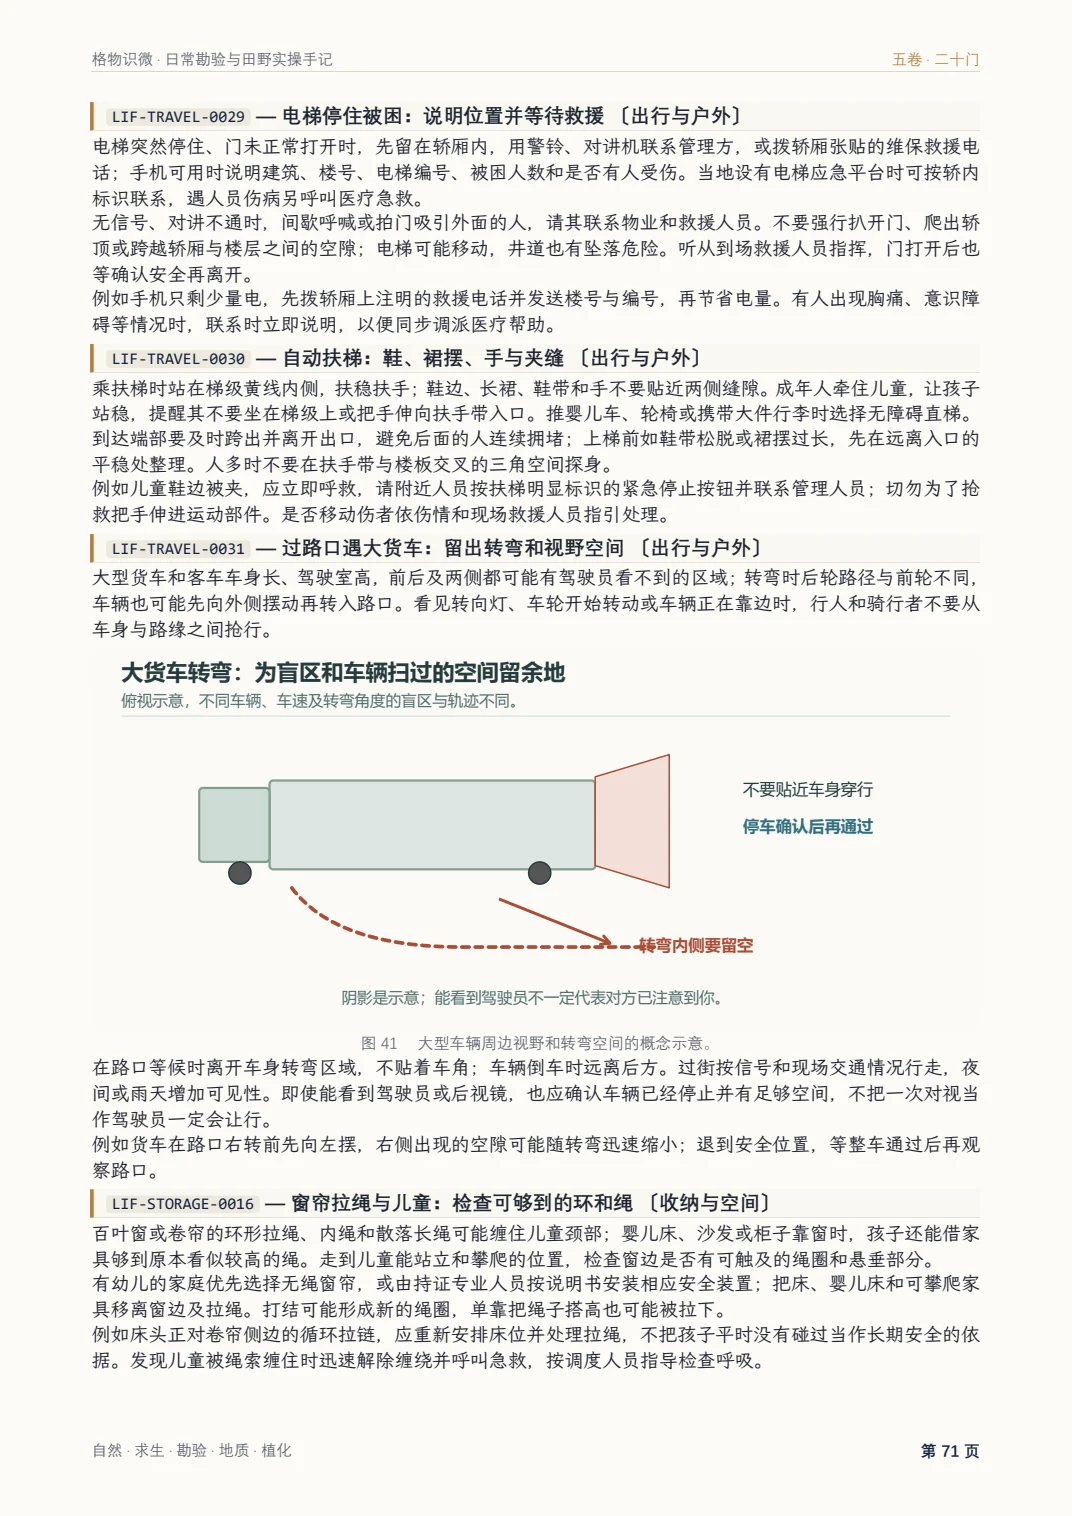 格物识微 · 日常勘验与田野实操手记
五卷 · 二十门
LIF-TRAVEL-0029 — 电梯停住被困：说明位置并等待救援 〔出行与户外〕
电梯突然停住、门未正常打开时，先留在轿厢内，用警铃、对讲机联系管理方，或拨轿厢张贴的维保救援电
话；手机可用时说明建筑、楼号、电梯编号、被困人数和是否有人受伤。当地设有电梯应急平台时可按轿内
标识联系，遇人员伤病另呼叫医疗急救。
无信号、对讲不通时，间歇呼喊或拍门吸引外面的人，请其联系物业和救援人员。不要强行扒开门、爬出轿
顶或跨越轿厢与楼层之间的空隙；电梯可能移动，井道也有坠落危险。听从到场救援人员指挥，门打开后也
等确认安全再离开。
例如手机只剩少量电，先拨轿厢上注明的救援电话并发送楼号与编号，再节省电量。有人出现胸痛、意识障
碍等情况时，联系时立即说明，以便同步调派医疗帮助。
LIF-TRAVEL-0030 — 自动扶梯：鞋、裙摆、手与夹缝 〔出行与户外〕
乘扶梯时站在梯级黄线内侧，扶稳扶手；鞋边、长裙、鞋带和手不要贴近两侧缝隙。成年人牵住儿童，让孩子
站稳，提醒其不要坐在梯级上或把手伸向扶手带入口。推婴儿车、轮椅或携带大件行李时选择无障碍直梯。
到达端部要及时跨出并离开出口，避免后面的人连续拥堵；上梯前如鞋带松脱或裙摆过长，先在远离入口的
平稳处整理。人多时不要在扶手带与楼板交叉的三角空间探身。
例如儿童鞋边被夹，应立即呼救，请附近人员按扶梯明显标识的紧急停止按钮并联系管理人员；切勿为了抢
救把手伸进运动部件。是否移动伤者依伤情和现场救援人员指引处理。
LIF-TRAVEL-0031 — 过路口遇大货车：留出转弯和视野空间 〔出行与户外〕
大型货车和客车车身长、驾驶室高，前后及两侧都可能有驾驶员看不到的区域；转弯时后轮路径与前轮不同，
车辆也可能先向外侧摆动再转入路口。看见转向灯、车轮开始转动或车辆正在靠边时，行人和骑行者不要从
车身与路缘之间抢行。
大货车转弯：为盲区和车辆扫过的空间留余地
俯视示意，不同车辆、车速及转弯角度的盲区与轨迹不同。
不要贴近车身穿行
停车确认后再通过
转弯内侧要留空
阴影是示意；能看到驾驶员不一定代表对方已注意到你。
图 41 大型车辆周边视野和转弯空间的概念示意。
在路口等候时离开车身转弯区域，不贴着车角；车辆倒车时远离后方。过街按信号和现场交通情况行走，夜
间或雨天增加可见性。即使能看到驾驶员或后视镜，也应确认车辆已经停止并有足够空间，不把一次对视当
作驾驶员一定会让行。
例如货车在路口右转前先向左摆，右侧出现的空隙可能随转弯迅速缩小；退到安全位置，等整车通过后再观
察路口。
LIF-STORAGE-0016 — 窗帘拉绳与儿童：检查可够到的环和绳 〔收纳与空间〕
百叶窗或卷帘的环形拉绳、内绳和散落长绳可能缠住儿童颈部；婴儿床、沙发或柜子靠窗时，孩子还能借家
具够到原本看似较高的绳。走到儿童能站立和攀爬的位置，检查窗边是否有可触及的绳圈和悬垂部分。
有幼儿的家庭优先选择无绳窗帘，或由持证专业人员按说明书安装相应安全装置；把床、婴儿床和可攀爬家
具移离窗边及拉绳。打结可能形成新的绳圈，单靠把绳子搭高也可能被拉下。
例如床头正对卷帘侧边的循环拉链，应重新安排床位并处理拉绳，不把孩子平时没有碰过当作长期安全的依
据。发现儿童被绳索缠住时迅速解除缠绕并呼叫急救，按调度人员指导检查呼吸。
自然 · 求生 · 勘验 · 地质 · 植化
第 71 页